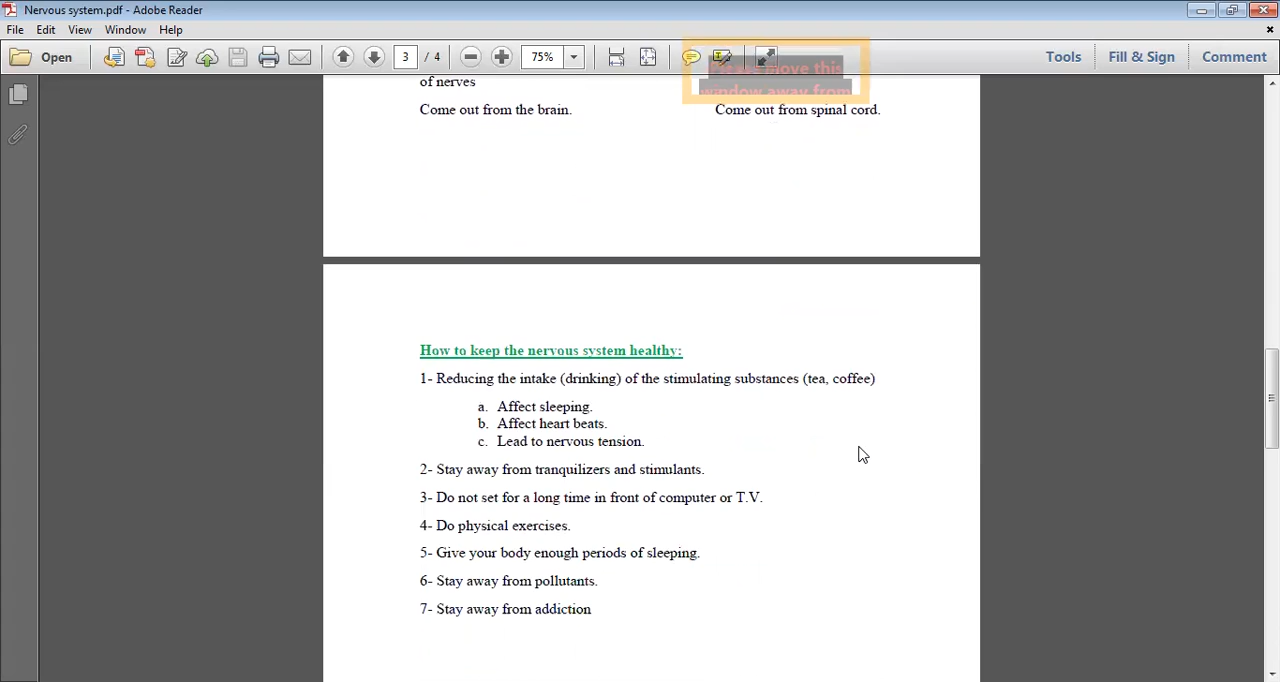 Nervous system.pdf - Adobe Reader
File Edit View Window Help
Open 3 / 4 75% Tools Fill & Sign Comment
move this
window away from
of nerves
Come out from the brain. Come out from spinal cord.
How to keep the nervous system healthy:
1- Reducing the intake (drinking) of the stimulating substances (tea, coffee)
a. Affect sleeping.
b. Affect heart beats.
c. Lead to nervous tension.
2- Stay away from tranquilizers and stimulants.
3- Do not set for a long time in front of computer or T.V.
4- Do physical exercises.
5- Give your body enough periods of sleeping.
6- Stay away from pollutants.
7- Stay away from addiction